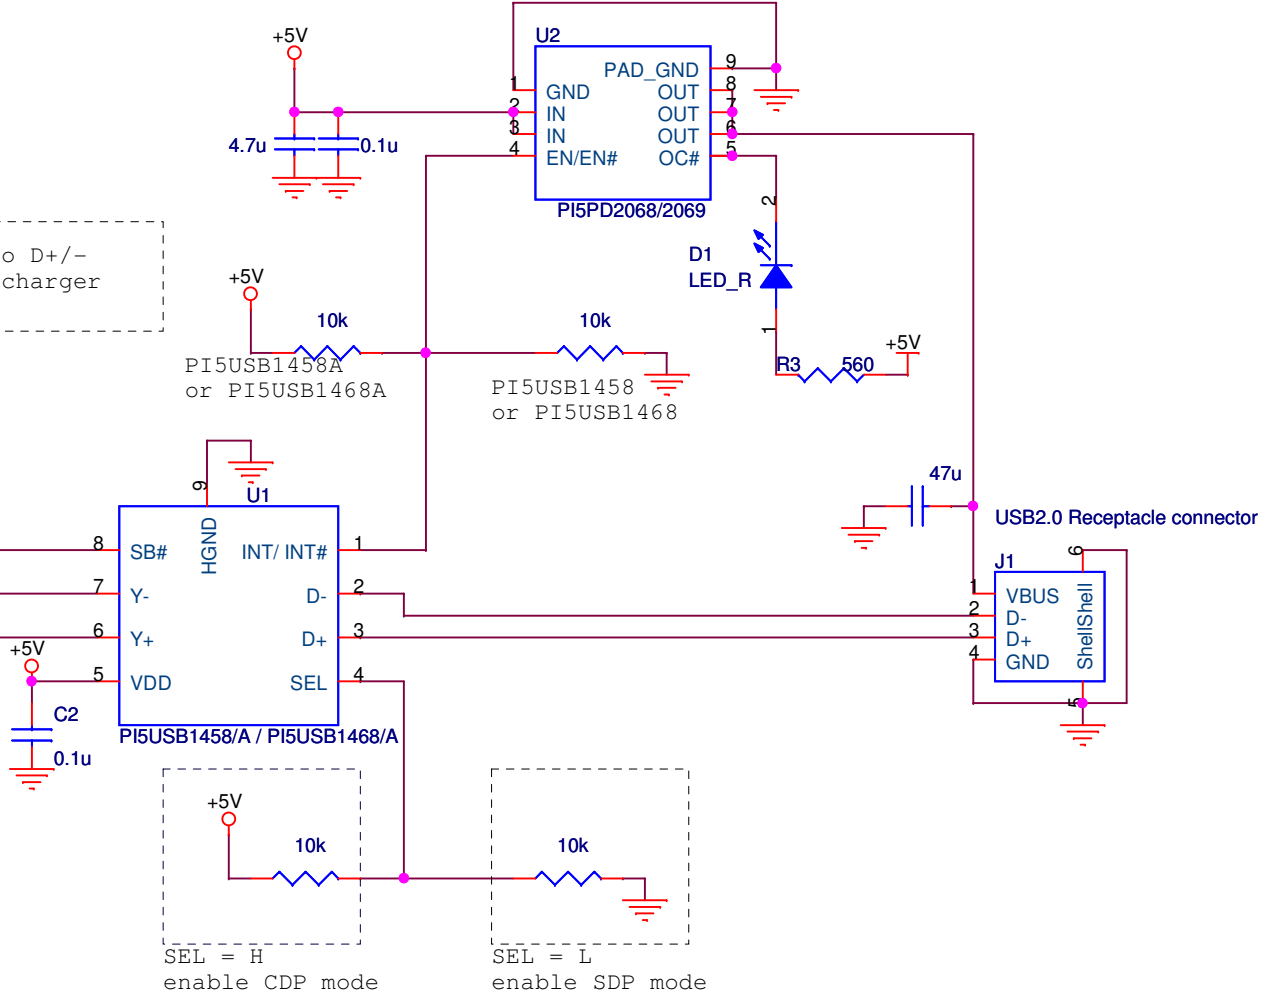 +5V
U2
PAD_GND 9
1 GND
OUT 8
2 IN
OUT 7
3 IN
OUT 6
4 EN/EN#
OC# 5
PI5PD2068/2069
4.7u
0.1u
o D+/-
charger
+5V
10k
PI5USB1458A
or PI5USB1468A
10k
PI5USB1458
or PI5USB1468
2
D1
LED_R
1
R3
560
+5V
47u
USB2.0 Receptacle connector
9
U1
HGND
8 SB#
INT/ INT# 1
7 Y-
D- 2
6 Y+
D+ 3
5 VDD
SEL 4
PI5USB1458/A / PI5USB1468/A
+5V
C2
0.1u
J1
6
1 VBUS
2 D-
3 D+
4 GND
ShellShell
5
+5V
10k
SEL = H
enable CDP mode
10k
SEL = L
enable SDP mode